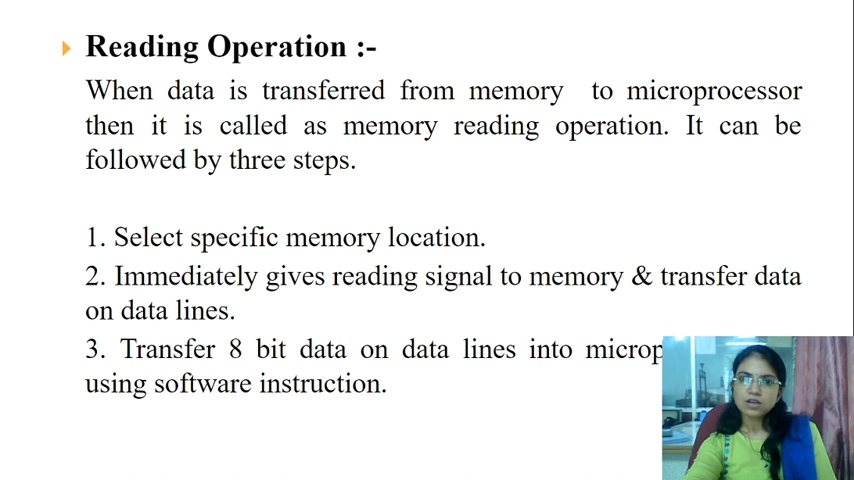 Reading Operation :-
When data is transferred from memory to microprocessor
then it is called as memory reading operation. It can be
followed by three steps.
1. Select specific memory location.
2. Immediately gives reading signal to memory & transfer data
on data lines.
3. Transfer 8 bit data on data lines into
using software instruction.